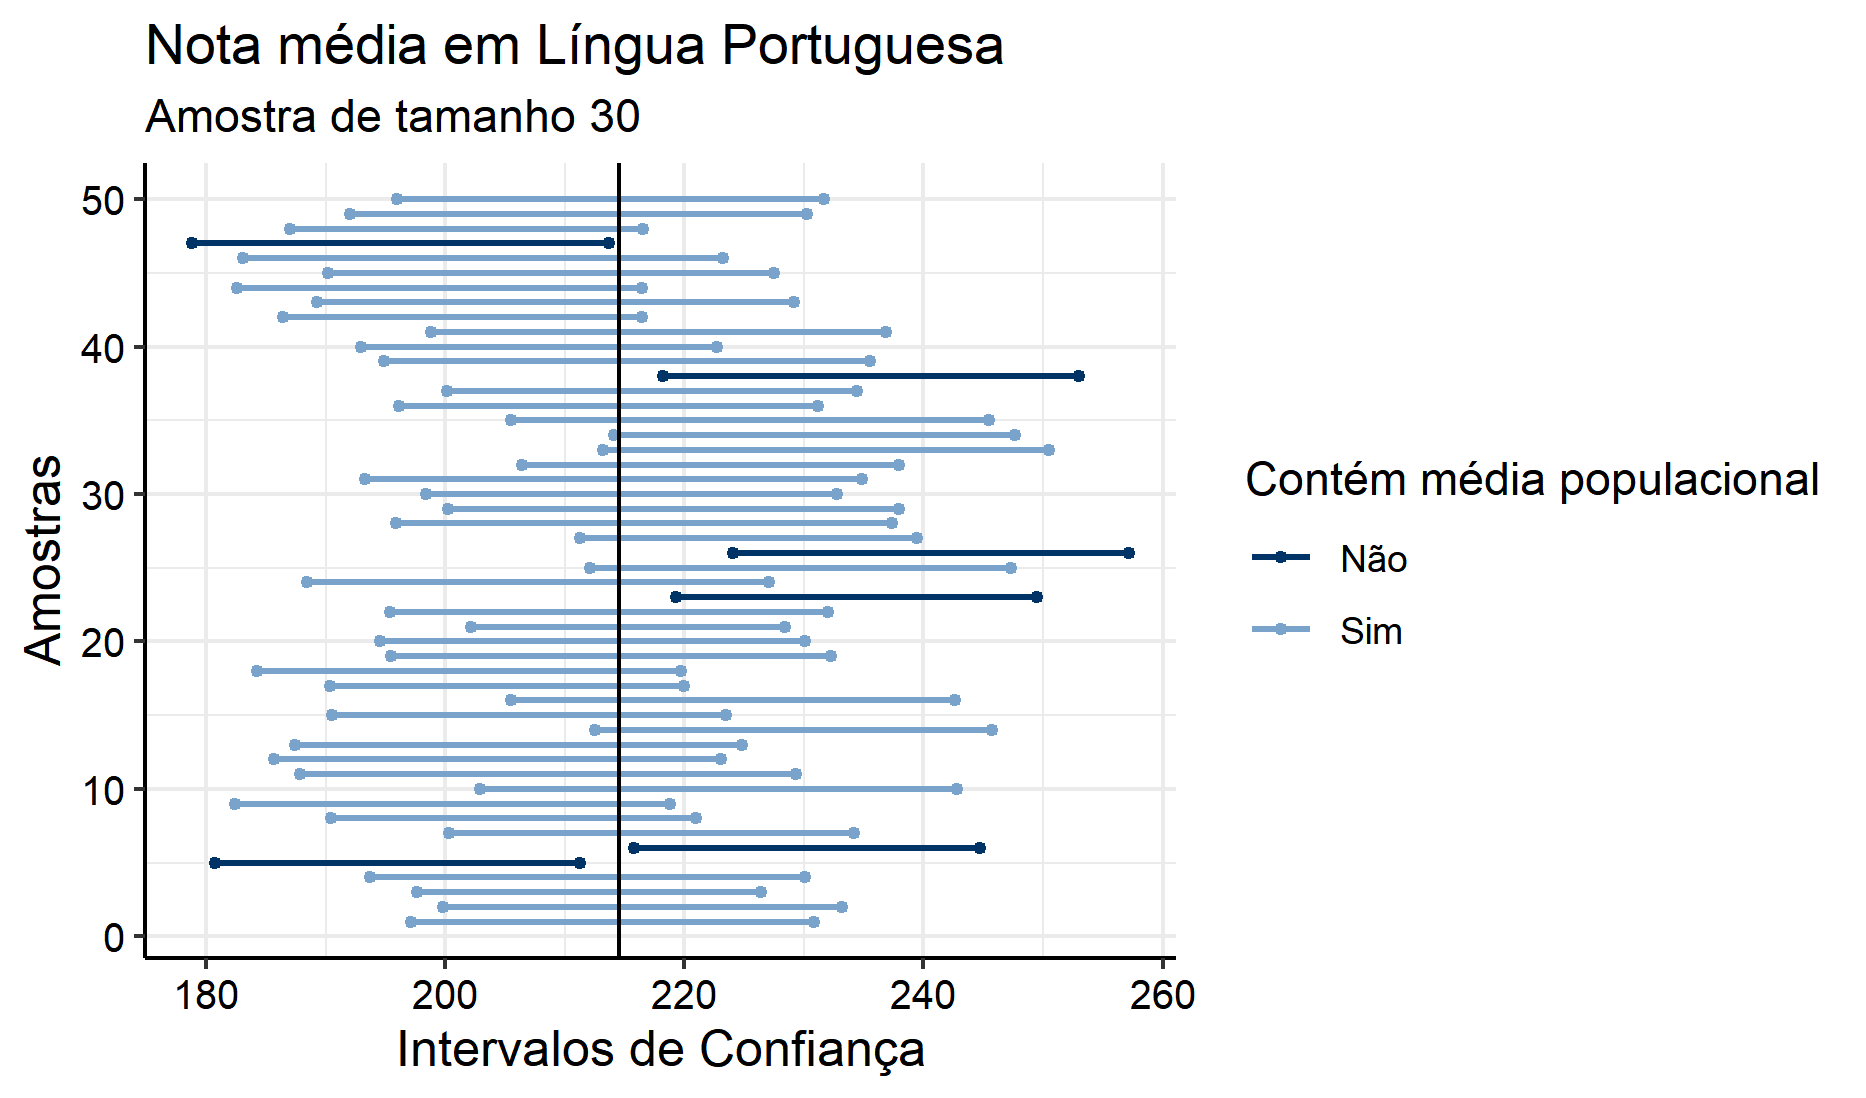 Nota média em Língua Portuguesa
Amostra de tamanho 30
50
40
30
20
10
0
Amostras
180 200 220 240 260
Intervalos de Confiança
Contém média populacional
Não
Sim